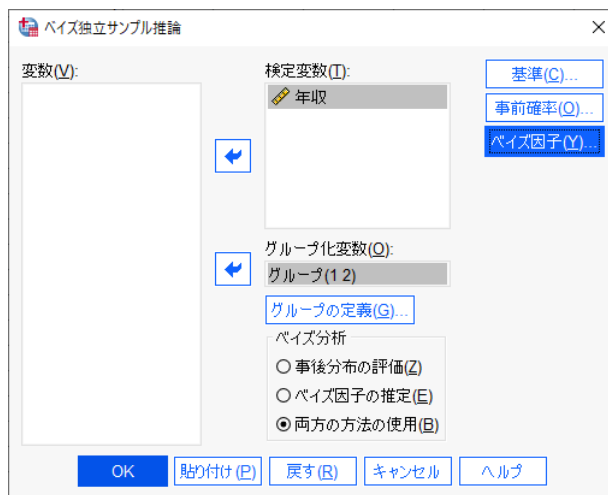 ベイズ独立サンプル推論
変数(V):
検定変数(T):
年収
グループ化変数(O):
グループ(1 2)
グループの定義(G)...
ベイズ分析
事後分布の評価(Z)
ベイズ因子の推定(E)
両方の方法の使用(B)
基準(C)...
事前確率(O)...
ベイズ因子(Y)...
OK
貼り付け(P)
戻す(R)
キャンセル
ヘルプ